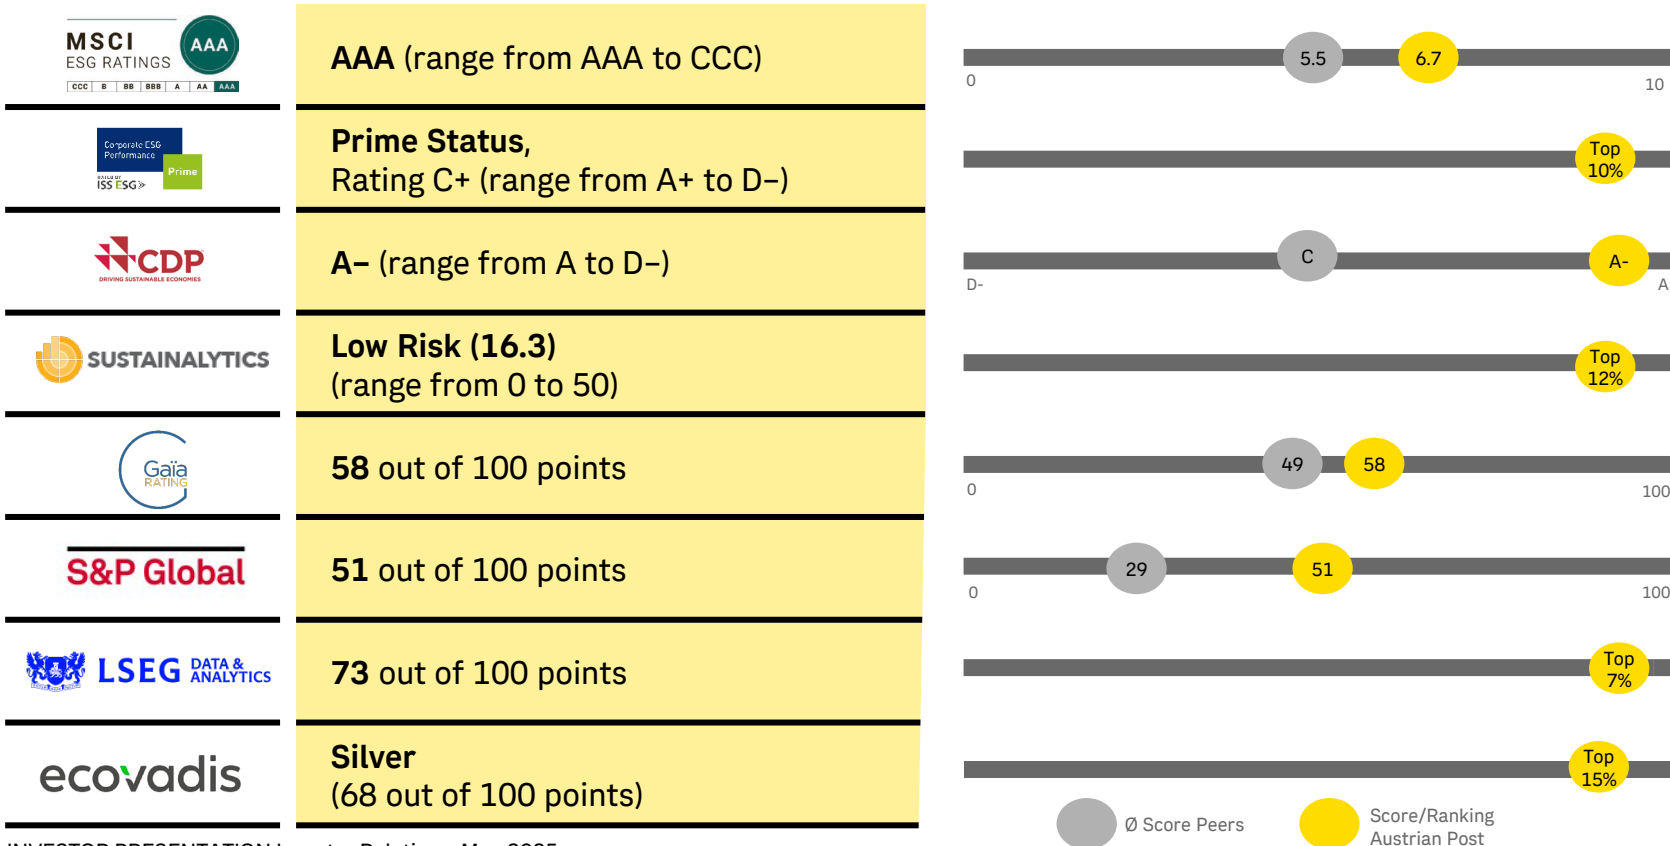 MSCI
ESG RATINGS
AAA
CCC B BB BBB A AA AAA
AAA (range from AAA to CCC)
5.5
6.7
0
10
Corporate ESG
Performance
Prime
RATED BY
ISS ESG
Prime Status,
Rating C+ (range from A+ to D–)
Top
10%
CDP
DRIVING SUSTAINABLE ECONOMIES
A– (range from A to D–)
C
A-
D-
A
SUSTAINALYTICS
Low Risk (16.3)
(range from 0 to 50)
Top
12%
Gaïa
RATING
58 out of 100 points
49
58
0
100
S&P Global
51 out of 100 points
29
51
0
100
LSEG DATA &
ANALYTICS
73 out of 100 points
Top
7%
ecovadis
Silver
(68 out of 100 points)
Top
15%
Ø Score Peers
Score/Ranking
Austrian Post